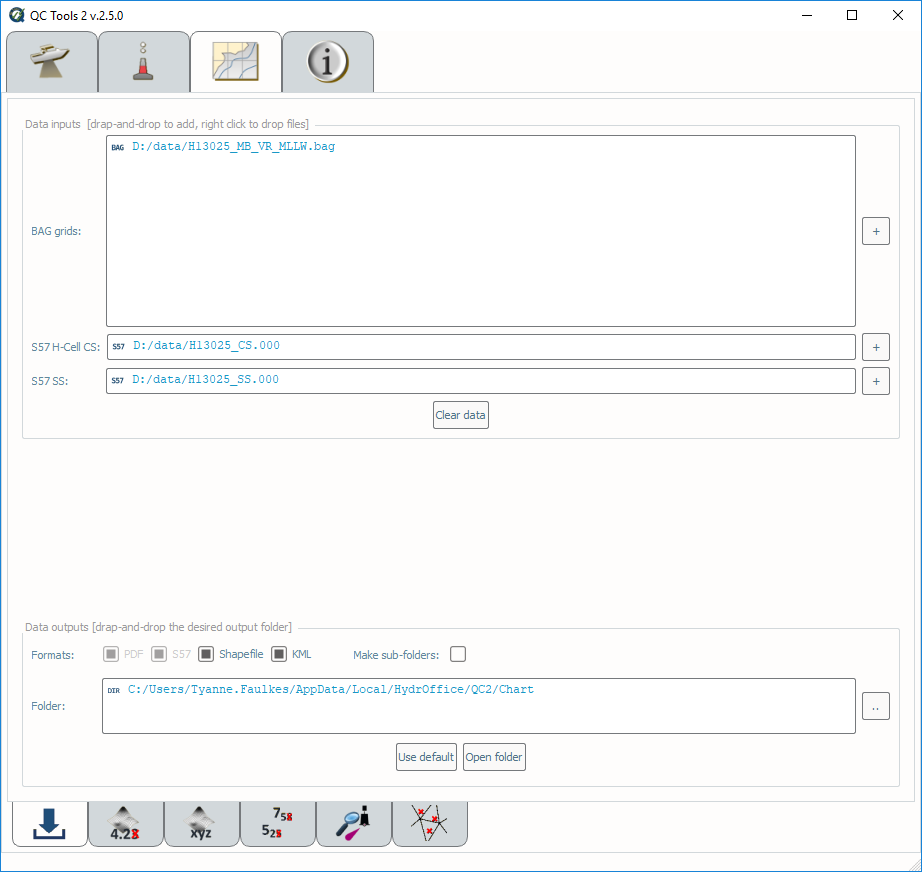 QC Tools 2 v.2.5.0
Data inputs [drag-and-drop to add, right click to drop files]
BAG grids:
BAG D:/data/H13025_MB_VR_MLLW.bag
+
S57 H-Cell CS:
S57 D:/data/H13025_CS.000
+
S57 SS:
S57 D:/data/H13025_SS.000
+
Clear data
Data outputs [drap-and-drop the desired output folder]
Formats: PDF S57 Shapefile KML Make sub-folders:
Folder:
DIR C:/Users/Tyanne.Faulkes/AppData/Local/HydrOffice/QC2/Chart
..
Use default Open folder
4.23
xyz
758
525